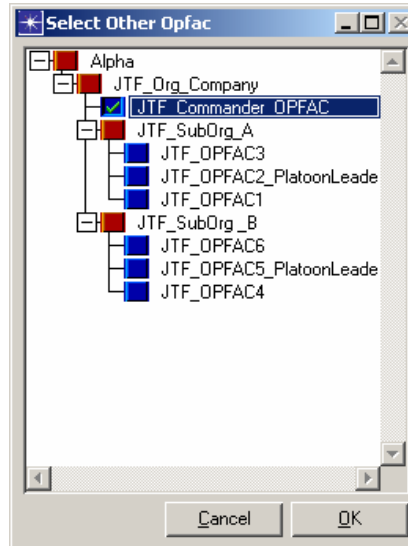 Select Other Opfac
Alpha
JTF_Org_Company
JTF_Commander_OPFAC
JTF_SubOrg_A
JTF_OPFAC3
JTF_OPFAC2_PlatoonLeade
JTF_OPFAC1
JTF_SubOrg_B
JTF_OPFAC6
JTF_OPFAC5_PlatoonLeade
JTF_OPFAC4
Cancel OK